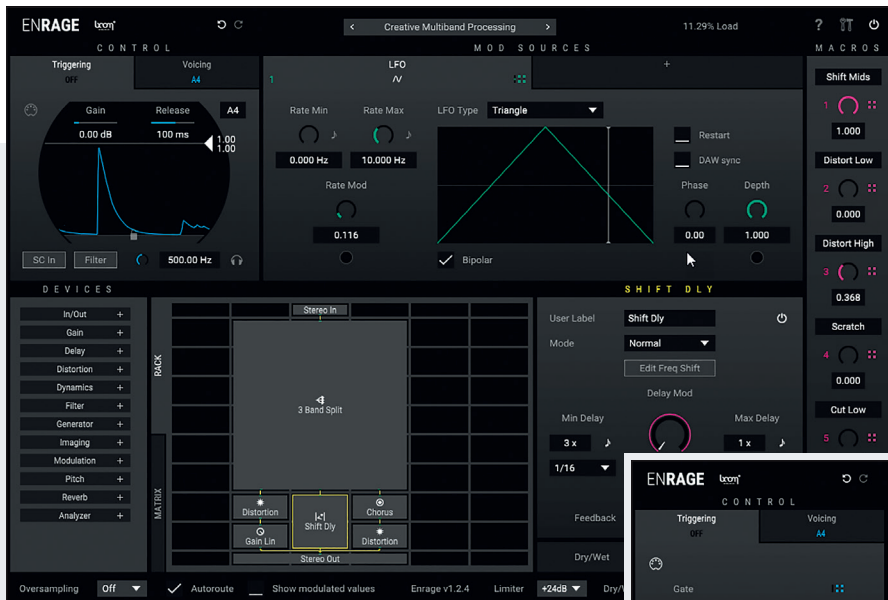 ENRAGE boom
Creative Multiband Processing
11.29% Load
?
CONTROL
MOD SOURCES
MACROS
Triggering
OFF
Voicing
A4
LFO
1
+
Gain
Release
A4
0.00 dB
100 ms
1.00
1.00
SC In
Filter
500.00 Hz
Rate Min
Rate Max
0.000 Hz
10.000 Hz
Rate Mod
0.116
LFO Type
Triangle
Bipolar
Restart
DAW sync
Phase
Depth
0.00
1.000
Shift Mids
1
1.000
Distort Low
2
0.000
Distort High
3
0.368
Scratch
4
0.000
Cut Low
5
DEVICES
In/Out +
Gain +
Delay +
Distortion +
Dynamics +
Filter +
Generator +
Imaging +
Modulation +
Pitch +
Reverb +
Analyzer +
RACK
MATRIX
Stereo In
3 Band Split
Distortion
Shift Dly
Chorus
Gain Lin
Distortion
Stereo Out
SHIFT DLY
User Label
Shift Dly
Mode
Normal
Edit Freq Shift
Delay Mod
Min Delay
Max Delay
3 x
1 x
1/16
Feedback
Dry/Wet
Oversampling
Off
Autoroute
Show modulated values
Enrage v1.2.4
Limiter
+24dB
Dry/W
ENRAGE boom
CONTROL
Triggering
OFF
Voicing
A4
Gate